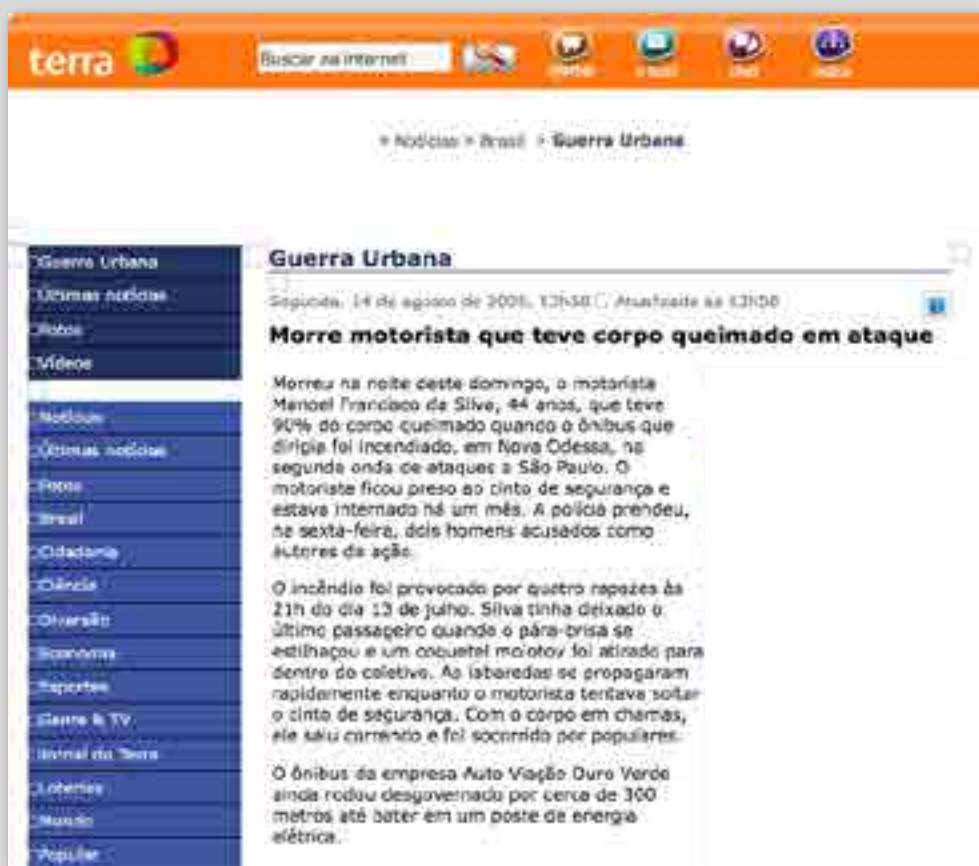 terra
Buscar na internet
» Notícias » Brasil » Guerra Urbana
Guerra Urbana
Últimas notícias
Fotos
Vídeos
Notícias
Últimas notícias
Fotos
Brasil
Cidadania
Ciência
Diversão
Economia
Esportes
Gente & TV
Jornal do Terra
Loterias
Mundo
Popular
Guerra Urbana
Segunda, 14 de agosto de 2006, 13h58 Atualizada às 13h58
Morre motorista que teve corpo queimado em ataque
Morreu na noite deste domingo, o motorista
Manoel Francisco da Silva, 44 anos, que teve
90% do corpo queimado quando o ônibus que
dirigia foi incendiado, em Nova Odessa, na
segunda onda de ataques a São Paulo. O
motorista ficou preso ao cinto de segurança e
estava internado há um mês. A polícia prendeu,
na sexta-feira, dois homens acusados como
autores da ação.
O incêndio foi provocado por quatro rapazes às
21h do dia 13 de julho. Silva tinha deixado o
último passageiro quando o pára-brisa se
estilhaçou e um coquetel molotov foi atirado para
dentro do coletivo. As labaredas se propagaram
rapidamente enquanto o motorista tentava soltar
o cinto de segurança. Com o corpo em chamas,
ele saiu correndo e foi socorrido por populares.
O ônibus da empresa Auto Viação Ouro Verde
ainda rodou desgovernado por cerca de 300
metros até bater em um poste de energia
elétrica.